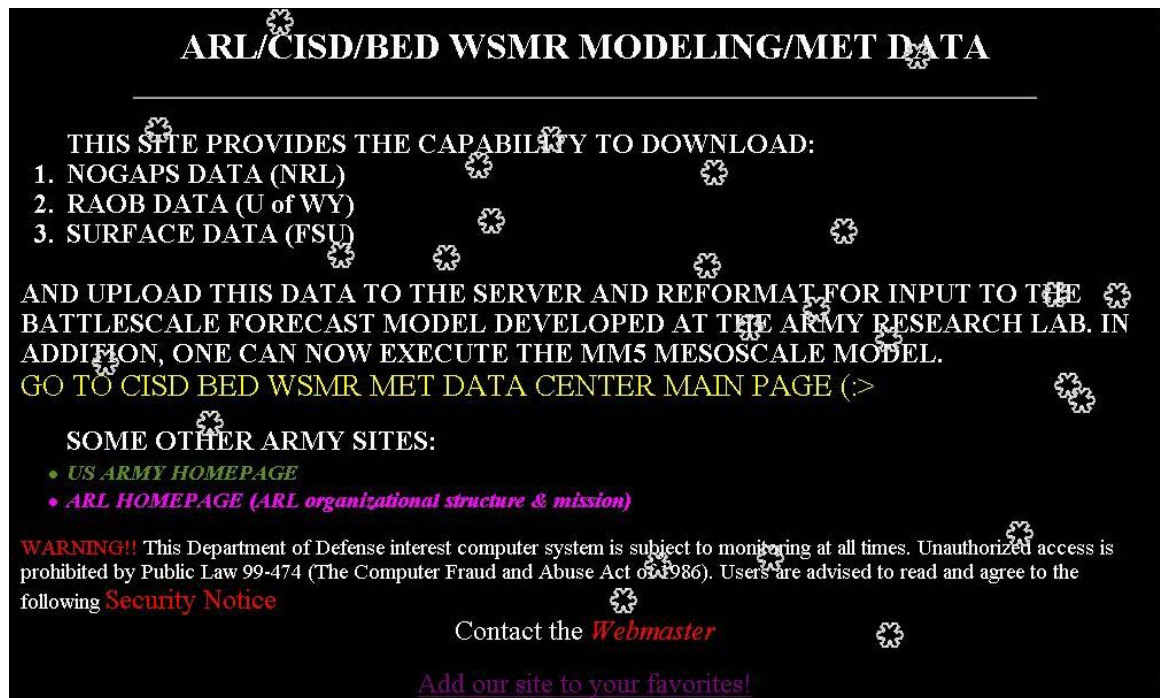 ARL/CISD/BED WSMR MODELING/MET DATA
THIS SITE PROVIDES THE CAPABILITY TO DOWNLOAD:
1. NOGAPS DATA (NRL)
2. RAOB DATA (U of WY)
3. SURFACE DATA (FSU)
AND UPLOAD THIS DATA TO THE SERVER AND REFORMAT FOR INPUT TO THE
BATTLESCALE FORECAST MODEL DEVELOPED AT THE ARMY RESEARCH LAB. IN
ADDITION, ONE CAN NOW EXECUTE THE MM5 MESOSCALE MODEL.
GO TO CISD BED WSMR MET DATA CENTER MAIN PAGE (:>
SOME OTHER ARMY SITES:
• US ARMY HOMEPAGE
• ARL HOMEPAGE (ARL organizational structure & mission)
WARNING!! This Department of Defense interest computer system is subject to monitoring at all times. Unauthorized access is
prohibited by Public Law 99-474 (The Computer Fraud and Abuse Act of 1986). Users are advised to read and agree to the
following Security Notice
Contact the Webmaster
Add our site to your favorites!